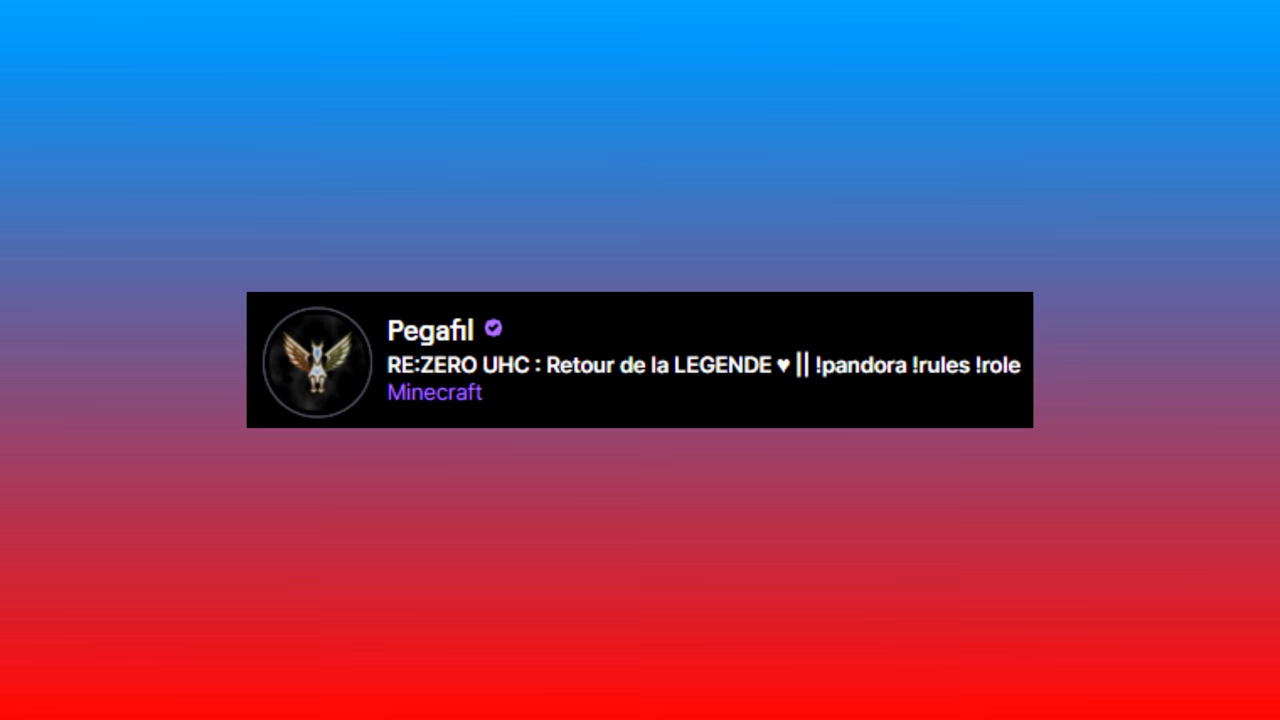 Pegafil
RE:ZERO UHC : Retour de la LEGENDE ♥ || !pandora !rules !role
Minecraft